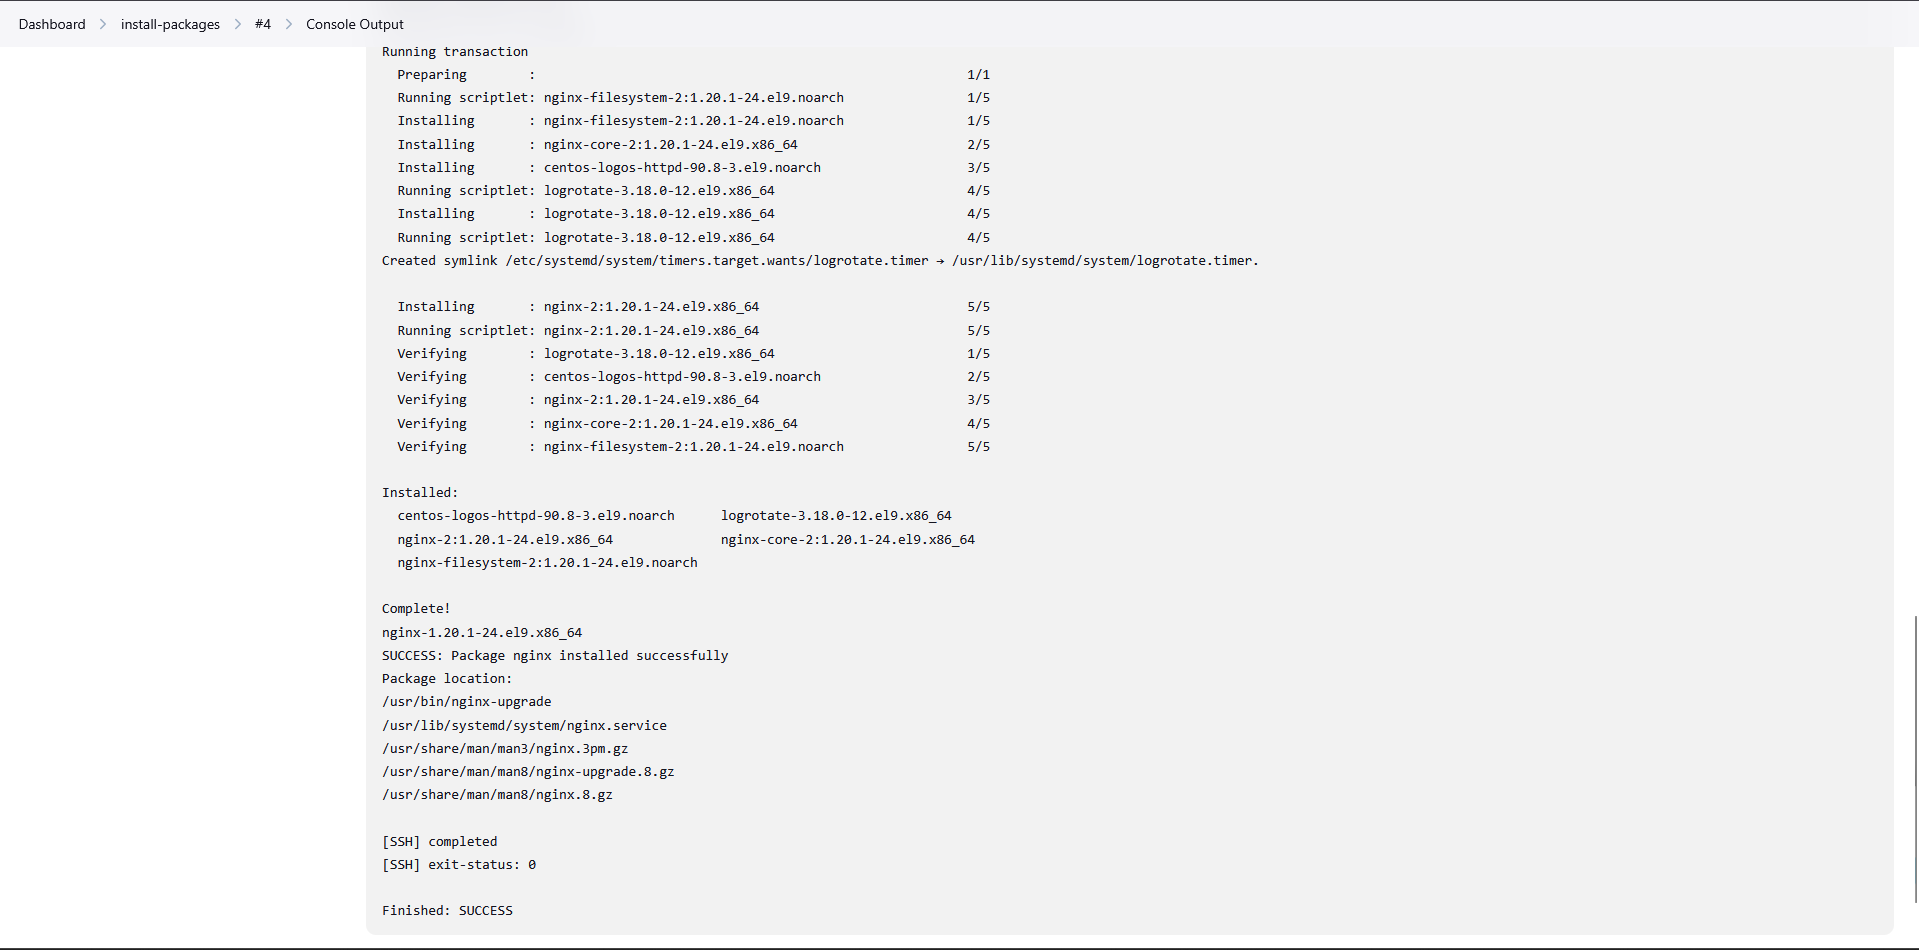 Dashboard > install-packages > #4 > Console Output
Running transaction
  Preparing        :                                                        1/1
  Running scriptlet: nginx-filesystem-2:1.20.1-24.el9.noarch                1/5
  Installing       : nginx-filesystem-2:1.20.1-24.el9.noarch                1/5
  Installing       : nginx-core-2:1.20.1-24.el9.x86_64                      2/5
  Installing       : centos-logos-httpd-90.8-3.el9.noarch                   3/5
  Running scriptlet: logrotate-3.18.0-12.el9.x86_64                         4/5
  Installing       : logrotate-3.18.0-12.el9.x86_64                         4/5
  Running scriptlet: logrotate-3.18.0-12.el9.x86_64                         4/5
Created symlink /etc/systemd/system/timers.target.wants/logrotate.timer → /usr/lib/systemd/system/logrotate.timer.
  Installing       : nginx-2:1.20.1-24.el9.x86_64                           5/5
  Running scriptlet: nginx-2:1.20.1-24.el9.x86_64                           5/5
  Verifying        : logrotate-3.18.0-12.el9.x86_64                         1/5
  Verifying        : centos-logos-httpd-90.8-3.el9.noarch                   2/5
  Verifying        : nginx-2:1.20.1-24.el9.x86_64                           3/5
  Verifying        : nginx-core-2:1.20.1-24.el9.x86_64                      4/5
  Verifying        : nginx-filesystem-2:1.20.1-24.el9.noarch                5/5
Installed:
  centos-logos-httpd-90.8-3.el9.noarch      logrotate-3.18.0-12.el9.x86_64
  nginx-2:1.20.1-24.el9.x86_64              nginx-core-2:1.20.1-24.el9.x86_64
  nginx-filesystem-2:1.20.1-24.el9.noarch
Complete!
nginx-1.20.1-24.el9.x86_64
SUCCESS: Package nginx installed successfully
Package location:
/usr/bin/nginx-upgrade
/usr/lib/systemd/system/nginx.service
/usr/share/man/man3/nginx.3pm.gz
/usr/share/man/man8/nginx-upgrade.8.gz
/usr/share/man/man8/nginx.8.gz
[SSH] completed
[SSH] exit-status: 0
Finished: SUCCESS